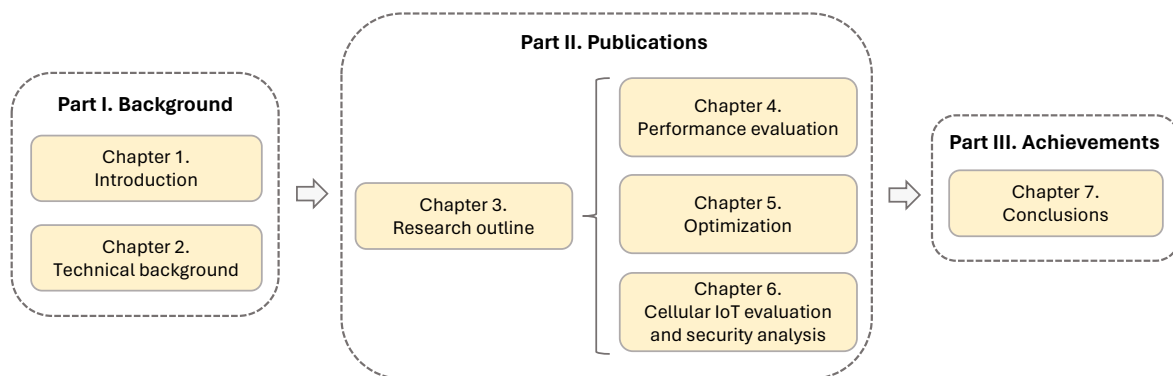 Part I. Background
Chapter 1.
Introduction
Chapter 2.
Technical background
Part II. Publications
Chapter 3.
Research outline
Chapter 4.
Performance evaluation
Chapter 5.
Optimization
Chapter 6.
Cellular IoT evaluation
and security analysis
Part III. Achievements
Chapter 7.
Conclusions